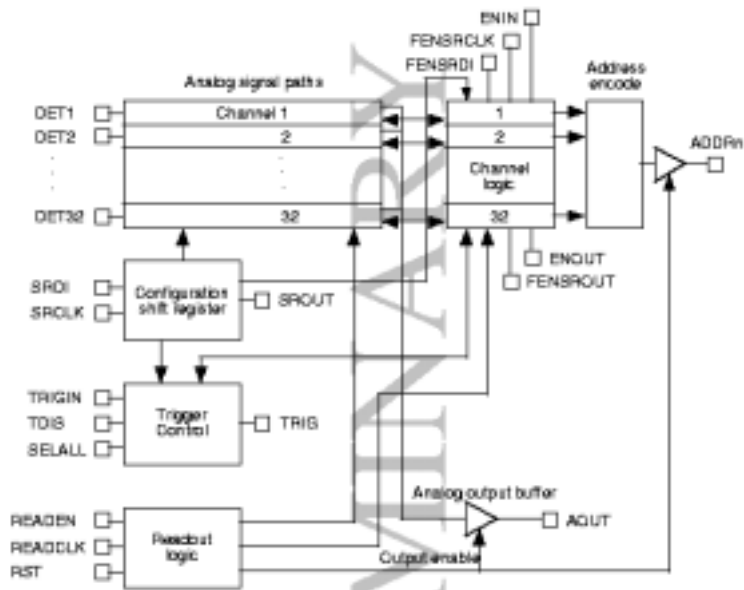 ENIN
FENSRCLK
FENSRDI
Analog signal paths
Address encode
DET1
Channel 1
1
DET2
2
2
ADDRn
Channel logic
DET32
32
32
ENOUT
FENSROUT
SRDI
SRCLK
Configuration shift register
SROUT
TRIGIN
TDIS
SELALL
Trigger Control
TRIG
Analog output buffer
READEN
READCLK
RST
Readout logic
AOUT
Output enable
MINARY